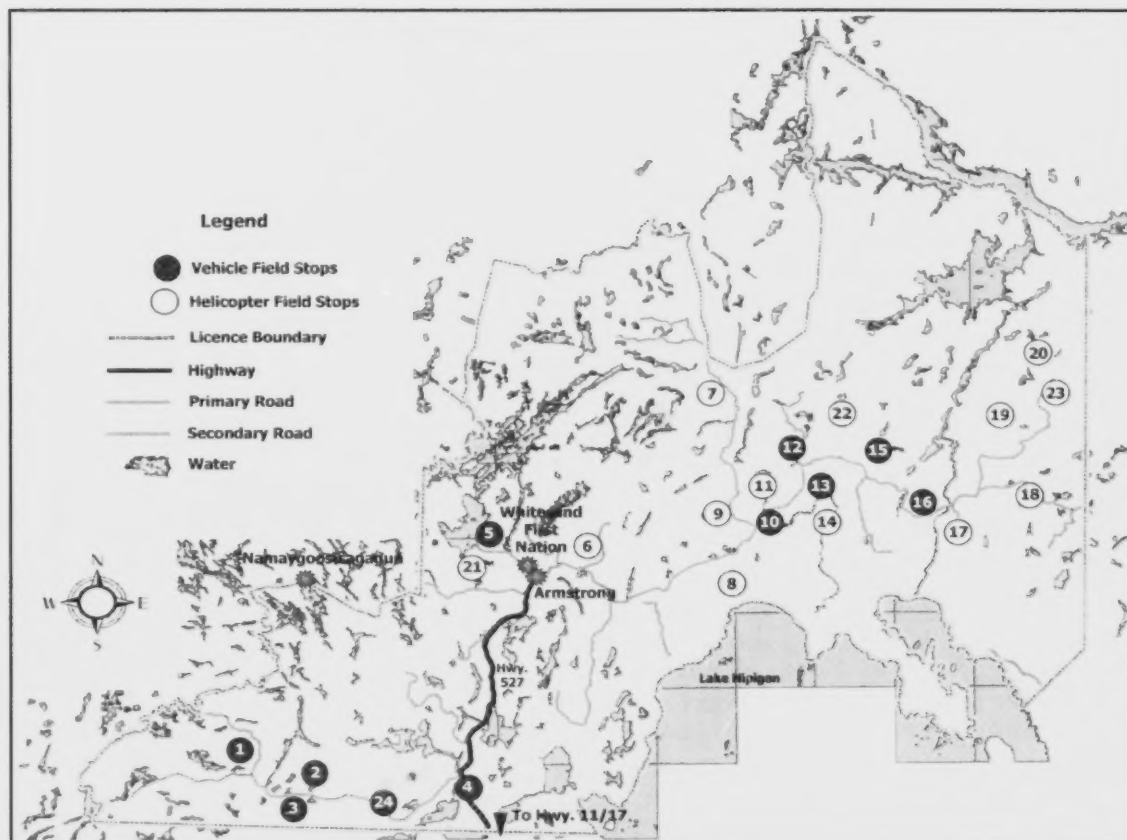 Legend
Vehicle Field Stops
Helicopter Field Stops
Licence Boundary
Highway
Primary Road
Secondary Road
Water
N
W
E
S
20
7
23
22
19
12
15
11
13
18
16
9
10
14
17
5
Whitesand
First
Nation
6
21
8
Armstrong
Hwy.
527
Lake Nipigon
1
2
3
24
4
To Hwy. 11/17